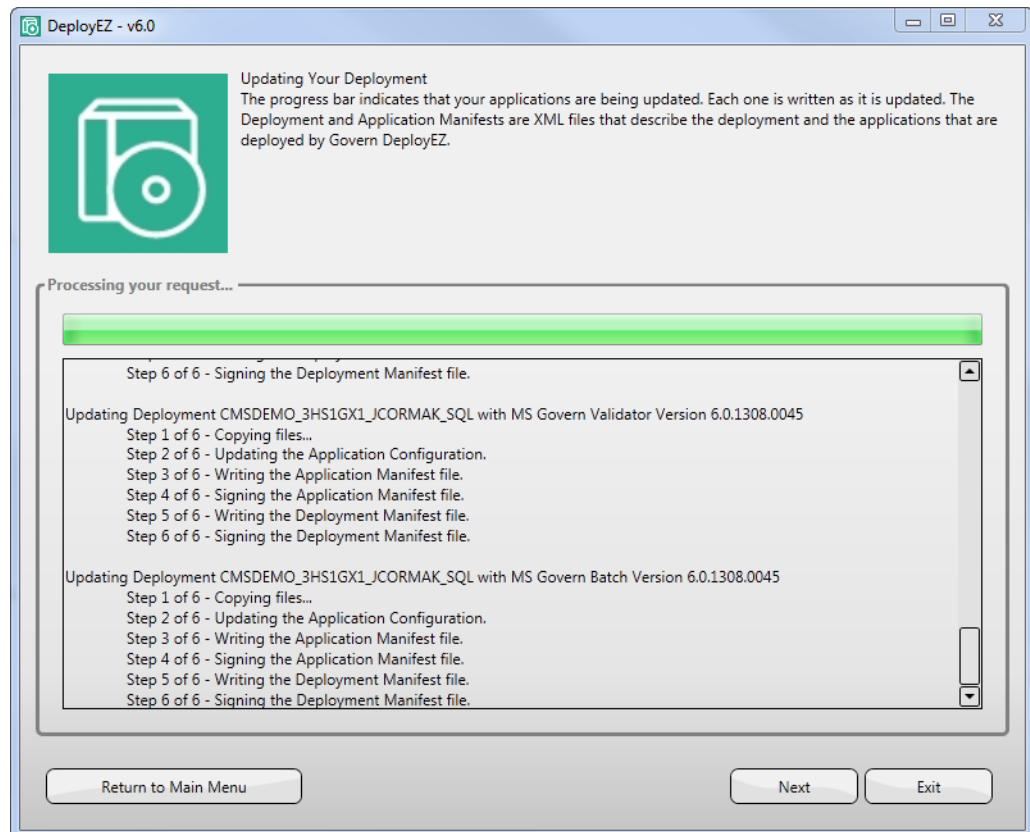 DeployEZ - v6.0
Updating Your Deployment
The progress bar indicates that your applications are being updated. Each one is written as it is updated. The
Deployment and Application Manifests are XML files that describe the deployment and the applications that are
deployed by Govern DeployEZ.
Processing your request...
Step 6 of 6 - Signing the Deployment Manifest file.
Updating Deployment CMSDEMO_3HS1GX1_JCORMAK_SQL with MS Govern Validator Version 6.0.1308.0045
Step 1 of 6 - Copying files...
Step 2 of 6 - Updating the Application Configuration.
Step 3 of 6 - Writing the Application Manifest file.
Step 4 of 6 - Signing the Application Manifest file.
Step 5 of 6 - Writing the Deployment Manifest file.
Step 6 of 6 - Signing the Deployment Manifest file.
Updating Deployment CMSDEMO_3HS1GX1_JCORMAK_SQL with MS Govern Batch Version 6.0.1308.0045
Step 1 of 6 - Copying files...
Step 2 of 6 - Updating the Application Configuration.
Step 3 of 6 - Writing the Application Manifest file.
Step 4 of 6 - Signing the Application Manifest file.
Step 5 of 6 - Writing the Deployment Manifest file.
Step 6 of 6 - Signing the Deployment Manifest file.
Return to Main Menu
Next
Exit